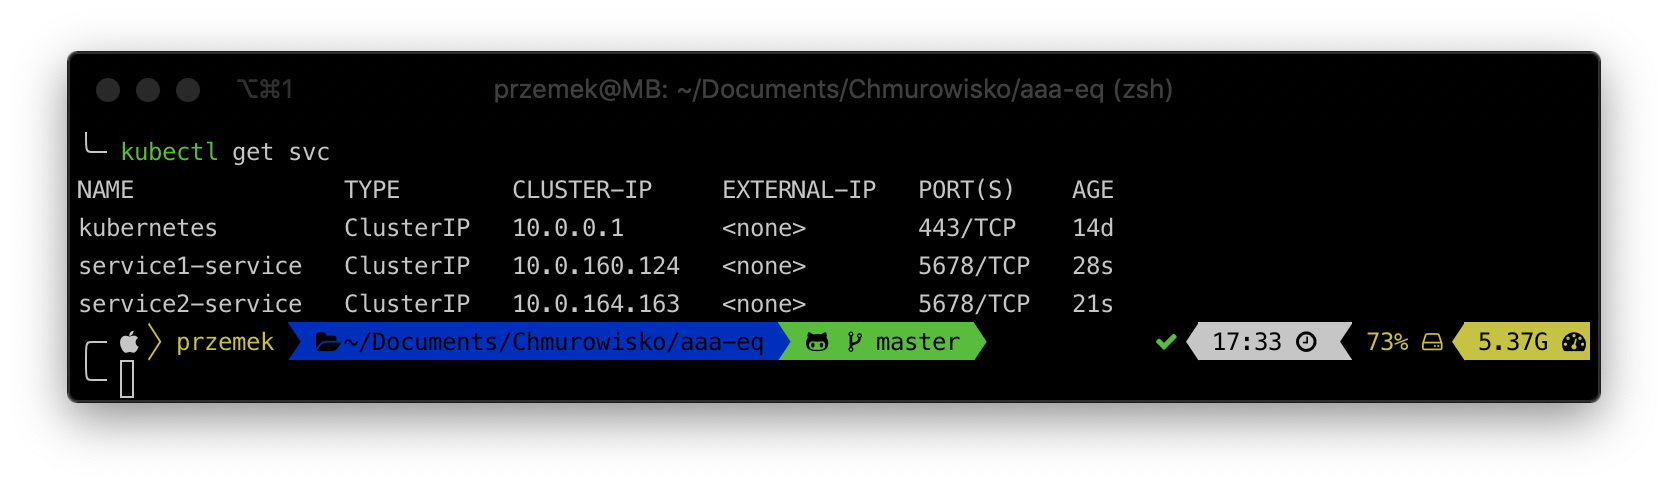 ⌥⌘1 przemek@MB: ~/Documents/Chmurowisko/aaa-eq (zsh)
kubectl get svc
NAME TYPE CLUSTER-IP EXTERNAL-IP PORT(S) AGE
kubernetes ClusterIP 10.0.0.1 <none> 443/TCP 14d
service1-service ClusterIP 10.0.160.124 <none> 5678/TCP 28s
service2-service ClusterIP 10.0.164.163 <none> 5678/TCP 21s
przemek ~/Documents/Chmurowisko/aaa-eq master ✔ 17:33 73% 5.37G